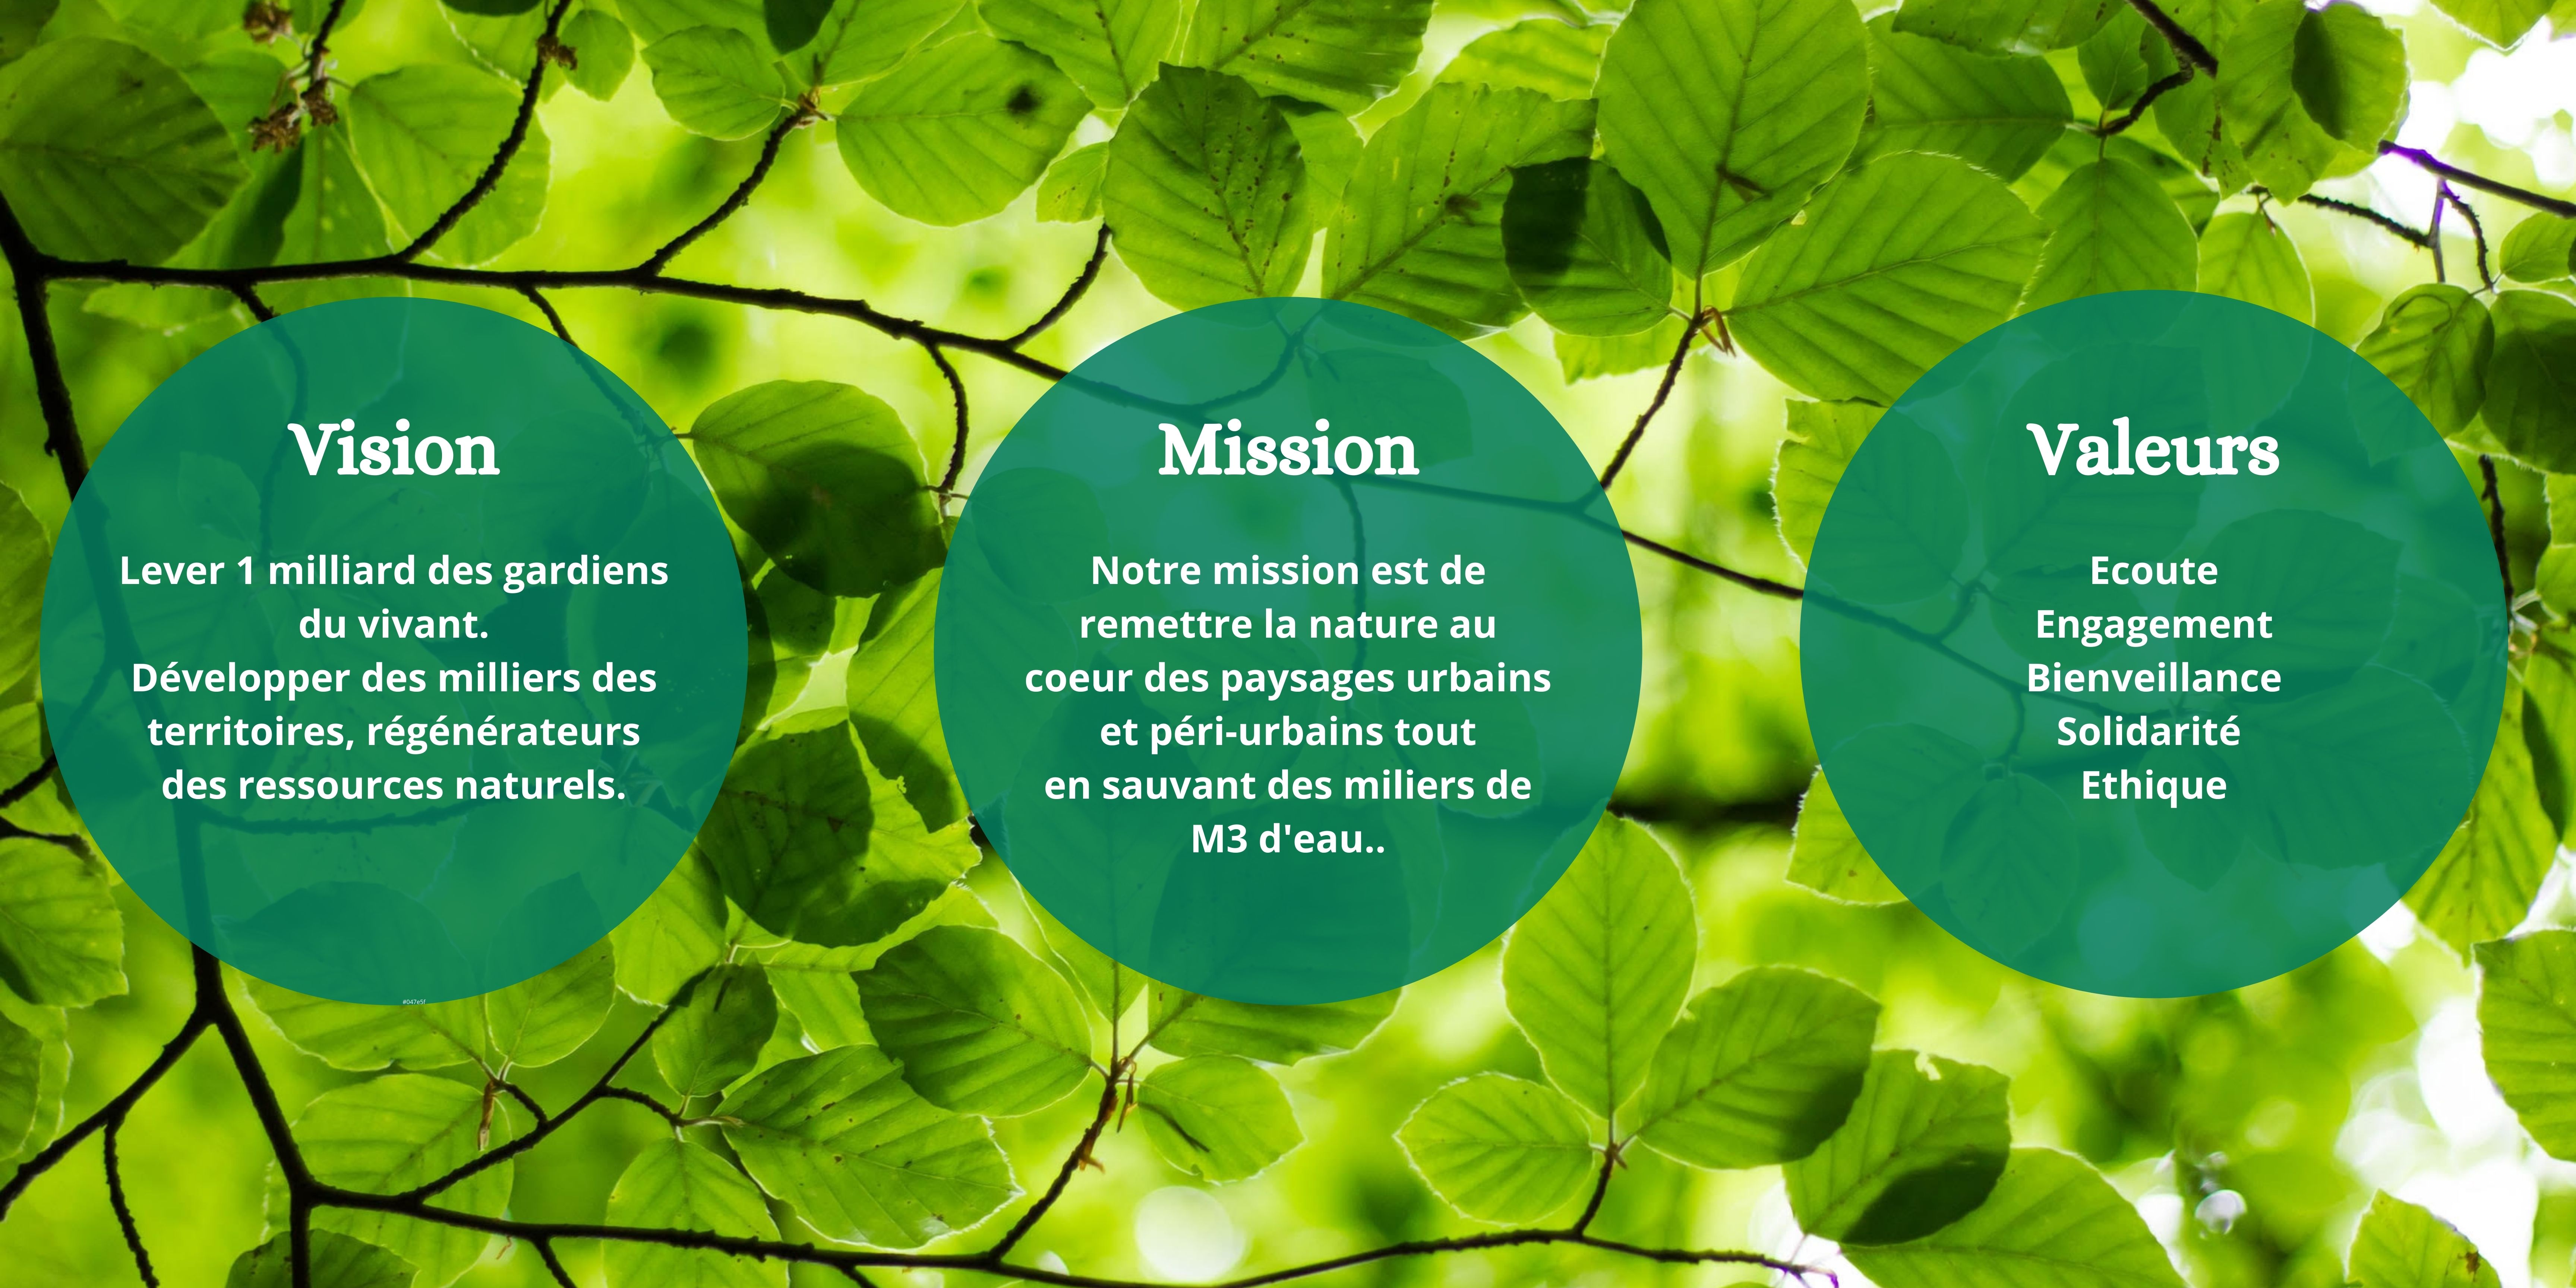 Vision
Lever 1 milliard des gardiens
du vivant.
Développer des milliers des
territoires, régénérateurs
des ressources naturels.
#047e5f
Mission
Notre mission est de
remettre la nature au
coeur des paysages urbains
et péri-urbains tout
en sauvant des miliers de
M3 d'eau..
Valeurs
Ecoute
Engagement
Bienveillance
Solidarité
Ethique